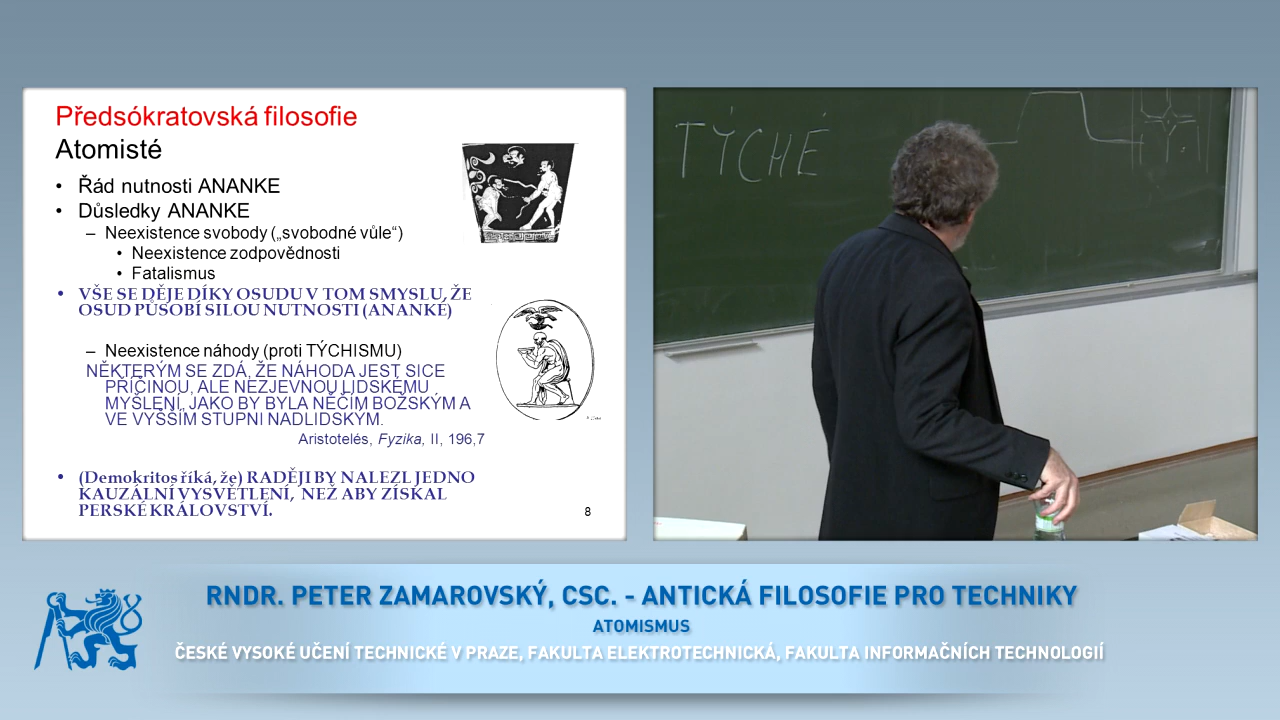 Předsókratovská filosofie
Atomisté
• Řád nutnosti ANANKE
• Důsledky ANANKE
– Neexistence svobody („svobodné vůle“)
• Neexistence zodpovědnosti
• Fatalismus
• VŠE SE DĚJE DÍKY OSUDU V TOM SMYSLU, ŽE
OSUD PŮSOBÍ SILOU NUTNOSTI (ANANKÉ)
– Neexistence náhody (proti TÝCHISMU)
NĚKTERÝM SE ZDÁ, ŽE NÁHODA JEST SICE
PŘÍČINOU, ALE NEZJEVNOU LIDSKÉMU
MYŠLENÍ, JAKO BY BYLA NĚČÍM BOŽSKÝM A
VE VYŠŠÍM STUPNI NADLIDSKÝM.
Aristotelés, Fyzika, II, 196,7
• (Demokritos říká, že) RADĚJI BY NALEZL JEDNO
KAUZÁLNÍ VYSVĚTLENÍ, NEŽ ABY ZÍSKAL
PERSKÉ KRÁLOVSTVÍ.
8
TÝCHÉ
RNDR. PETER ZAMAROVSKÝ, CSC. - ANTICKÁ FILOSOFIE PRO TECHNIKY
ATOMISMUS
ČESKÉ VYSOKÉ UČENÍ TECHNICKÉ V PRAZE, FAKULTA ELEKTROTECHNICKÁ, FAKULTA INFORMAČNÍCH TECHNOLOGIÍ